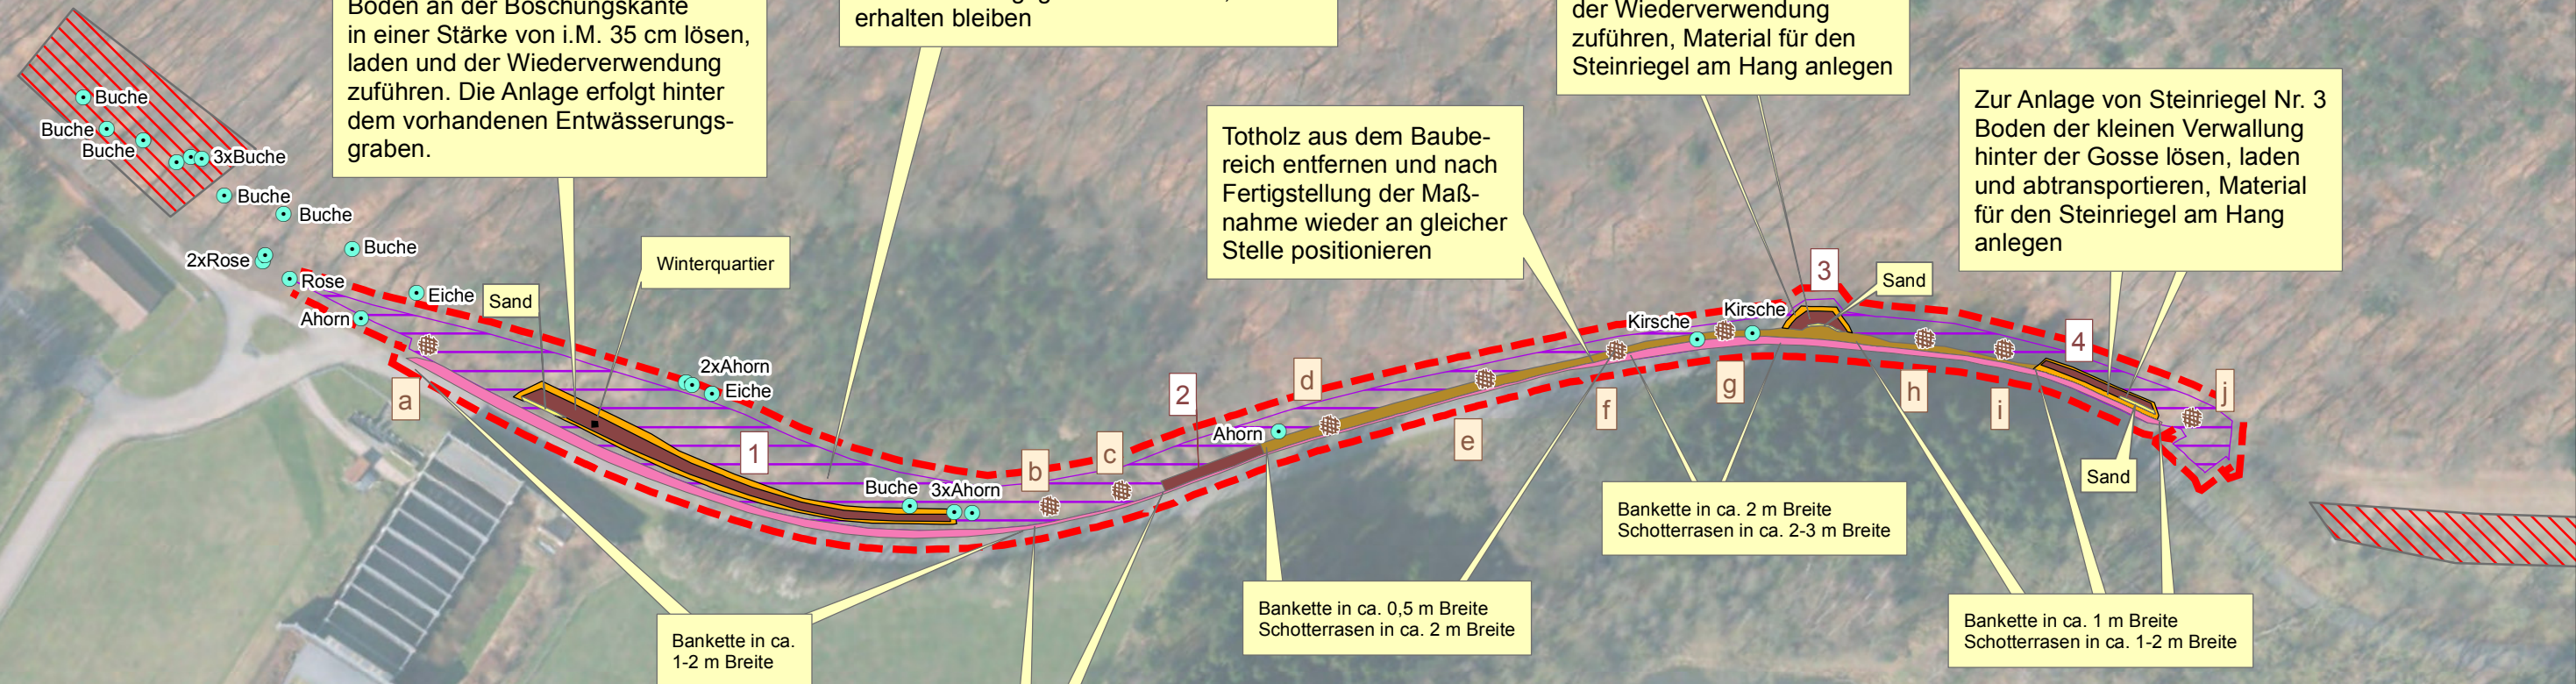 Boden an der Böschungskante
in einer Stärke von i.M. 35 cm lösen,
laden und der Wiederverwendung
zuführen. Die Anlage erfolgt hinter
dem vorhandenen Entwässerungs-
graben.
erhalten bleiben
der Wiederverwendung
zuführen, Material für den
Steinriegel am Hang anlegen
Zur Anlage von Steinriegel Nr. 3
Boden der kleinen Verwallung
hinter der Gosse lösen, laden
und abtransportieren, Material
für den Steinriegel am Hang
anlegen
Totholz aus dem Baube-
reich entfernen und nach
Fertigstellung der Maß-
nahme wieder an gleicher
Stelle positionieren
Buche
Buche
Buche
3xBuche
Buche
Buche
Buche
2xRose
Rose
Eiche
Ahorn
Sand
Winterquartier
2xAhorn
Eiche
a
1
Buche
3xAhorn
b
c
2
d
Ahorn
e
f
Kirsche
Kirsche
g
3
Sand
h
i
4
j
Sand
Bankette in ca.
1-2 m Breite
Bankette in ca. 0,5 m Breite
Schotterrasen in ca. 2 m Breite
Bankette in ca. 2 m Breite
Schotterrasen in ca. 2-3 m Breite
Bankette in ca. 1 m Breite
Schotterrasen in ca. 1-2 m Breite